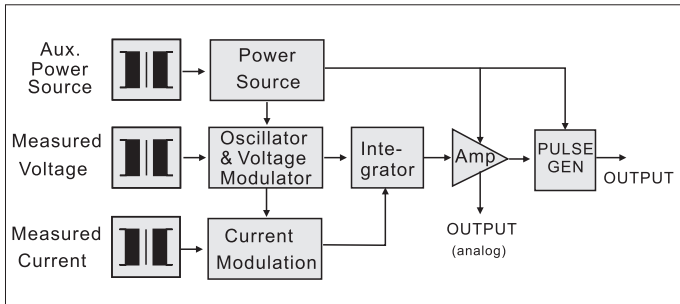 Aux.
Power
Source
Power
Source
Measured
Voltage
Oscillator
& Voltage
Modulator
Inte-
grator
Amp
PULSE
GEN
OUTPUT
OUTPUT
(analog)
Measured
Current
Current
Modulation